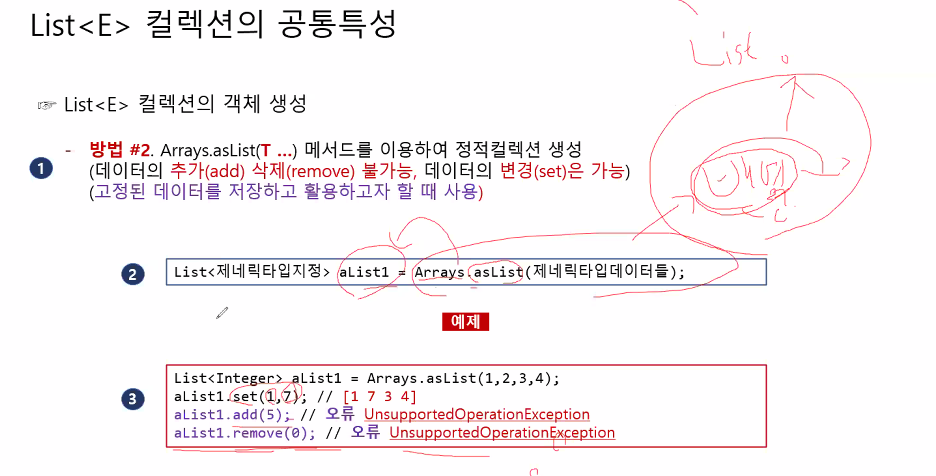 List<E> 컬렉션의 공통특성
List.
☞ List<E> 컬렉션의 객체 생성
1
- 방법 #2. Arrays.asList(T ...) 메서드를 이용하여 정적컬렉션 생성
(데이터의 추가(add) 삭제(remove) 불가능, 데이터의 변경(set)은 가능)
(고정된 데이터를 저장하고 활용하고자 할 때 사용)
2
List<제네릭타입지정> aList1 = Arrays.asList(제네릭타입데이터들);
예제
3
List<Integer> aList1 = Arrays.asList(1,2,3,4);
aList1.set(1,7); // [1 7 3 4]
aList1.add(5); // 오류 UnsupportedOperationException
aList1.remove(0); // 오류 UnsupportedOperationException